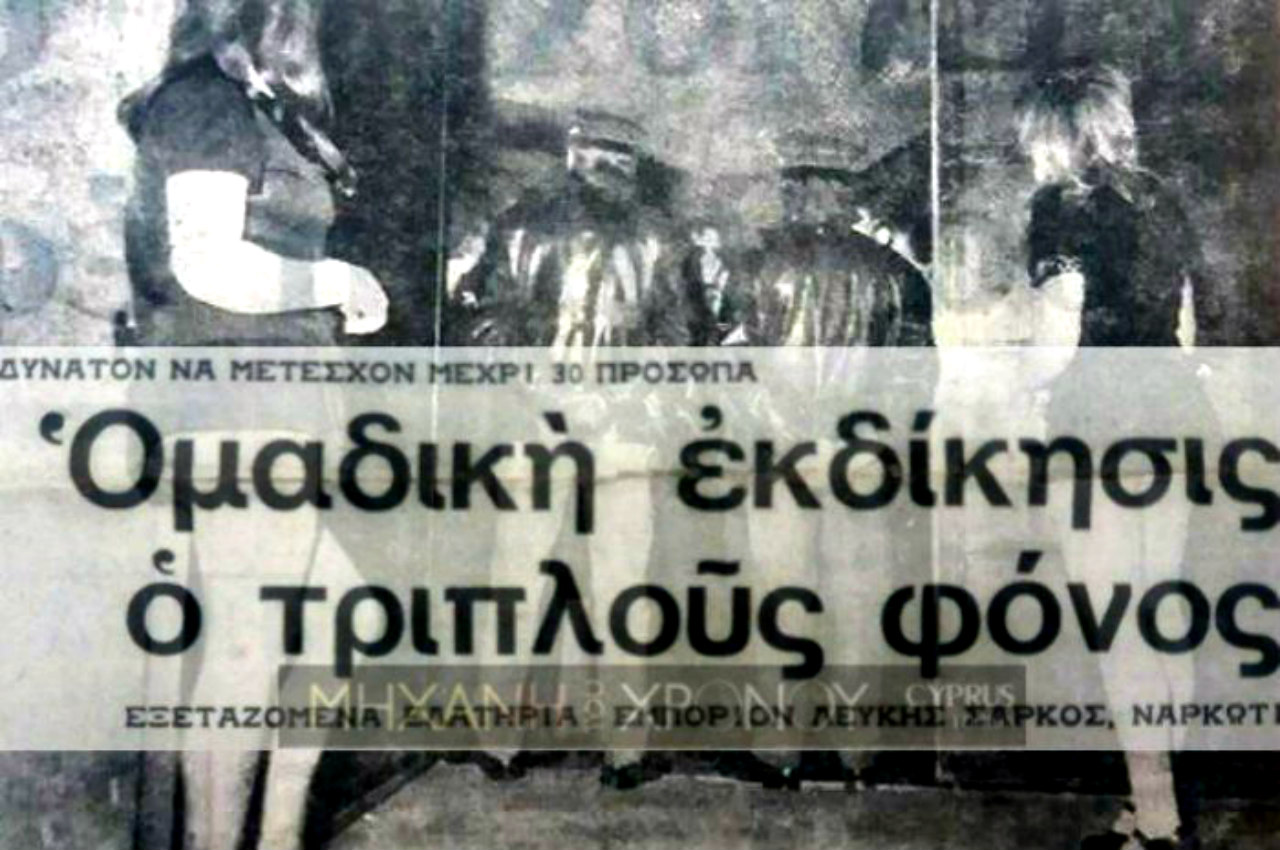 ΔΥΝΑΤΟΝ ΝΑ ΜΕΤΕΣΧΟΝ ΜΕΧΡΙ 30 ΠΡΟΣΩΠΑ
Ὁμαδικὴ ἐκδίκησις
ὁ τριπλοῦς φόνος
ΜΗΧΑΝΗ ΤΟΥ ΧΡΟΝΟΥ CYPRUS
ΕΞΕΤΑΖΟΜΕΝΑ ΕΛΑΤΗΡΙΑ ΕΜΠΟΡΙΟΝ ΛΕΥΚΗΣ ΣΑΡΚΟΣ, ΝΑΡΚΩΤΙ